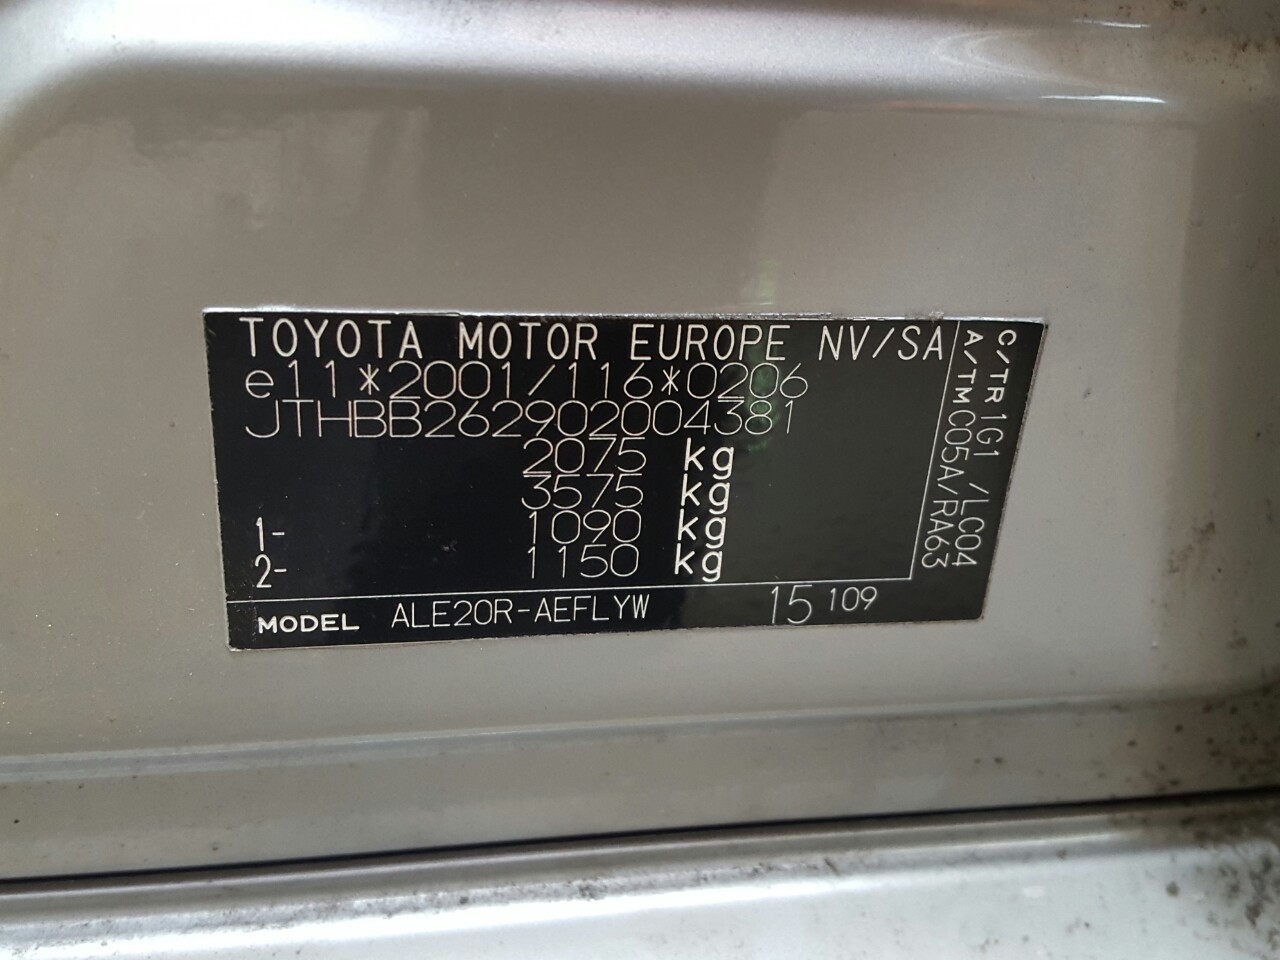 TOYOTA MOTOR EUROPE NV/SA
e11*2001/116*0206
JTHBB262902004381
2075 kg
3575 kg
1- 1090 kg
2- 1150 kg
MODEL ALE20R-AEFLYW 15 109
C/TR 1G1 /LC04
A/TM C05A/RA63